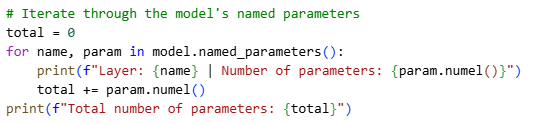 # Iterate through the model's named parameters
total = 0
for name, param in model.named_parameters():
    print(f"Layer: {name} | Number of parameters: {param.numel()}")
    total += param.numel()
print(f"Total number of parameters: {total}")